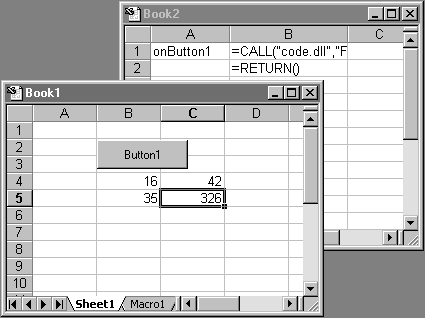 Book2
A B C
1 onButton1 =CALL("code.dll","F
2 =RETURN()
Book1
A B C D
1
2
3
Button1
4 16 42
5 35 326
6
7
8
9
10
Sheet1 Macro1